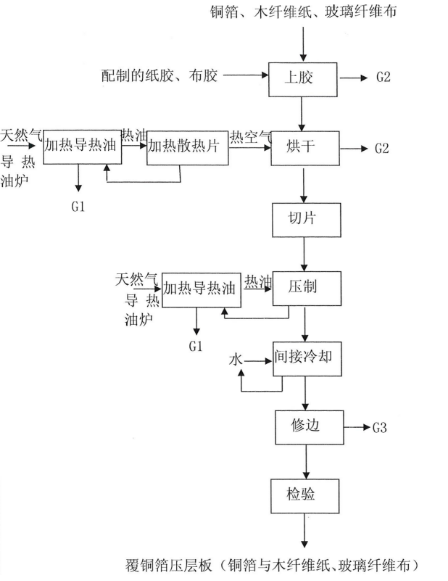 铜箔、木纤维纸、玻璃纤维布
配制的纸胶、布胶
上胶
G2
天然气
导热
油炉
加热导热油
热油
加热散热片
热空气
烘干
G2
G1
切片
天然气
导热
油炉
加热导热油
热油
压制
G1
水
间接冷却
修边
G3
检验
覆铜箔压层板（铜箔与木纤维纸、玻璃纤维布）